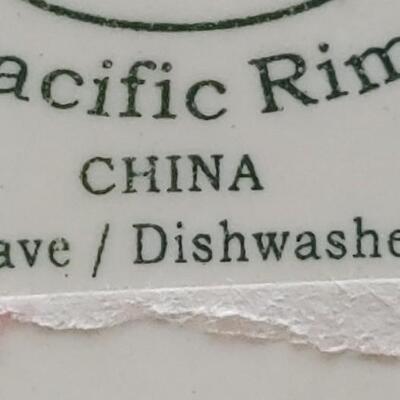 acific Rim
CHINA
ave / Dishwashe